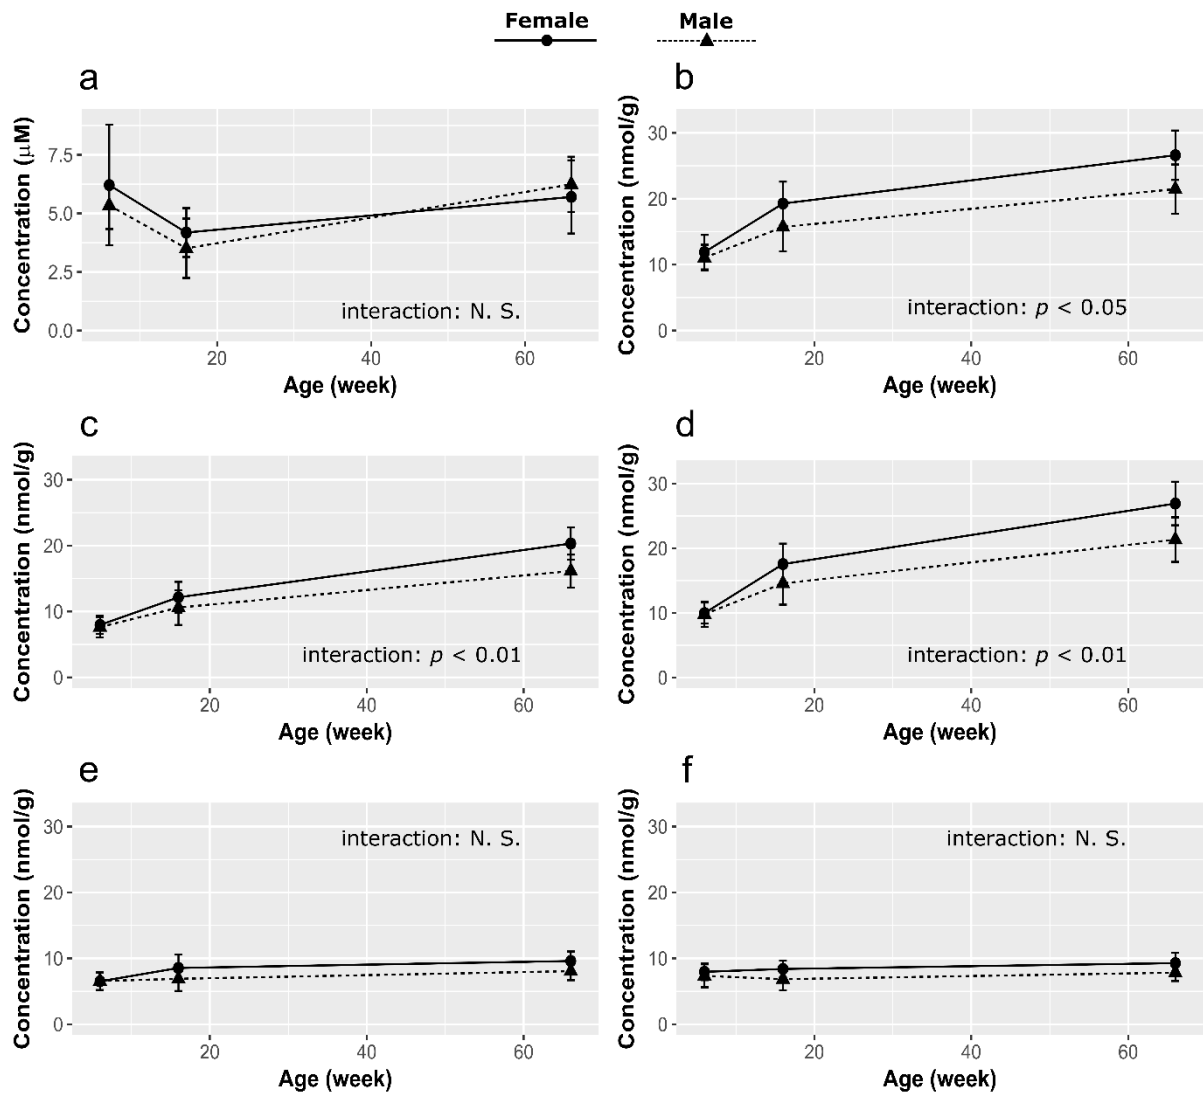 Female Male
a
Concentration (μM)
7.5
5.0
2.5
0.0
interaction: N. S.
20 40 60
Age (week)
b
Concentration (nmol/g)
30
20
10
0
interaction: p < 0.05
20 40 60
Age (week)
c
Concentration (nmol/g)
30
20
10
0
interaction: p < 0.01
20 40 60
Age (week)
d
Concentration (nmol/g)
30
20
10
0
interaction: p < 0.01
20 40 60
Age (week)
e
Concentration (nmol/g)
30
20
10
0
interaction: N. S.
20 40 60
Age (week)
f
Concentration (nmol/g)
30
20
10
0
interaction: N. S.
20 40 60
Age (week)